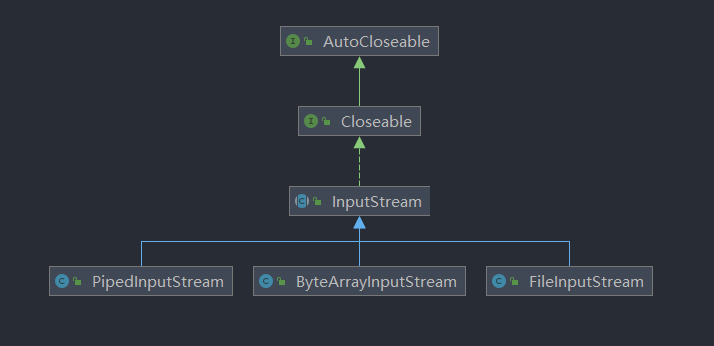 AutoCloseable
Closeable
InputStream
PipedInputStream ByteArrayInputStream FileInputStream